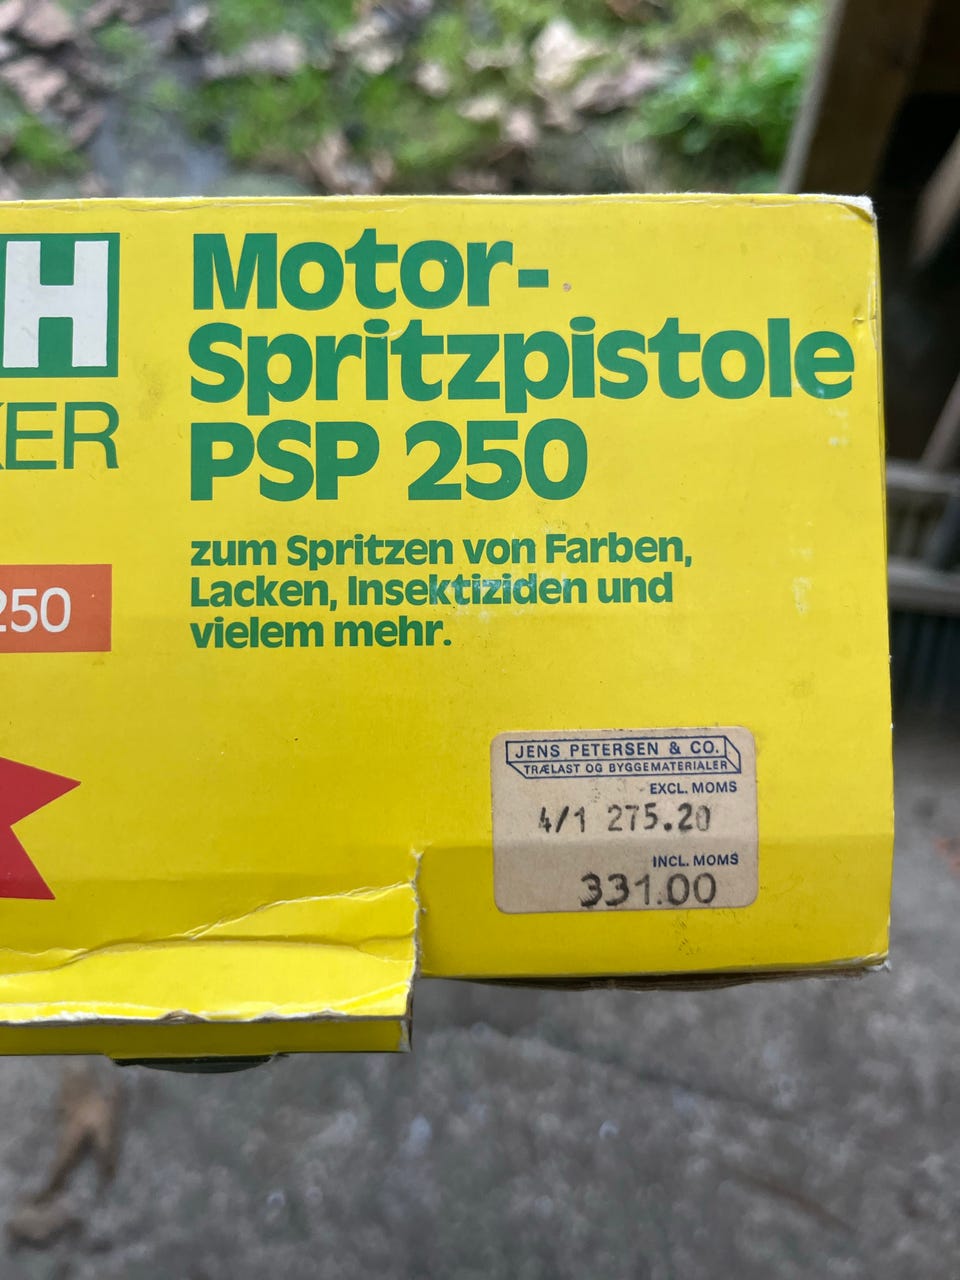 H
Motor-
Spritzpistole
KER
PSP 250
zum Spritzen von Farben,
Lacken, Insektiziden und
250
vielem mehr.
JENS PETERSEN & CO.
TRÆLAST OG BYGGEMATERIALER
EXCL. MOMS
4/1 275.20
INCL. MOMS
331.00